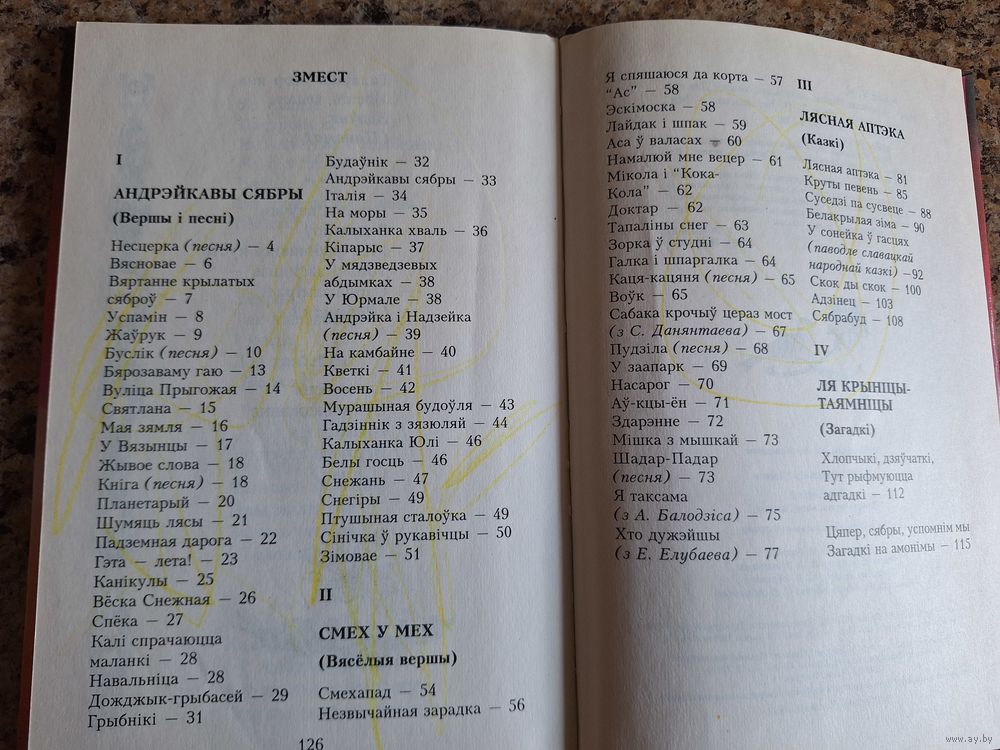 ЗМЕСТ
I
АНДРЭЙКАВЫ СЯБРЫ
(Вершы і песні)
Несцерка (песня) — 4
Вясновае — 6
Вяртанне крылатых
сяброў — 7
Успамін — 8
Жаўрук — 9
Буслік (песня) — 10
Бярозаваму гаю — 13
Вуліца Прыгожая — 14
Святлана — 15
Мая зямля — 16
У Вязынцы — 17
Жывое слова — 18
Кніга (песня) — 18
Планетарый — 20
Шумяць лясы — 21
Падземная дарога — 22
Гэта — лета! — 23
Канікулы — 25
Вёска Снежная — 26
Спёка — 27
Калі спрачаюцца
маланкі — 28
Навальніца — 28
Дожджык-грыбасей — 29
Грыбнікі — 31
Будаўнік — 32
Андрэйкавы сябры — 33
Італія — 34
На моры — 35
Калыханка хваль — 36
Кіпарыс — 37
У мядзведзевых
абдымках — 38
У Юрмале — 38
Андрэйка і Надзейка
(песня) — 39
На камбайне — 40
Кветкі — 41
Восень — 42
Мурашыная будоўля — 43
Гадзіннік з зязюляй — 44
Калыханка Юлі — 46
Белы госць — 46
Снежань — 47
Снегіры — 49
Птушыная сталоўка — 49
Сінічка ў рукавічцы — 50
Зімовае — 51
II
СМЕХ У МЕХ
(Вясёлыя вершы)
Смехапад — 54
Незвычайная зарадка — 56
126
Я спяшаюся да корта — 57
“Ас” — 58
Эскімоска — 58
Лайдак і шпак — 59
Аса ў валасах — 60
Намалюй мне вецер — 61
Мікола і “Кока-
Кола” — 62
Доктар — 62
Тапаліны снег — 63
Зорка ў студні — 64
Галка і шпаргалка — 64
Каця-кацяня (песня) — 65
Воўк — 65
Сабака крочыў цераз мост
(з С. Данянтаева) — 67
Пудзіла (песня) — 68
У заапарк — 69
Насарог — 70
Аў-кцы-ён — 71
Здарэнне — 72
Мішка з мышкай — 73
Шадар-Падар
(песня) — 73
Я таксама
(з А. Балодзіса) — 75
Хто дужэйшы
(з Е. Елубаева) — 77
III
ЛЯСНАЯ АПТЭКА
(Казкі)
Лясная аптэка — 81
Круты певень — 85
Суседзі па сусвеце — 88
Белакрылая зіма — 90
У сонейка ў гасцях
(паводле славацкай
народнай казкі) —92
Скок ды скок — 100
Адзінец — 103
Сябрабуд — 108
IV
ЛЯ КРЫНІЦЫ-
ТАЯМНІЦЫ
(Загадкі)
Хлопчыкі, дзяўчаткі,
Тут рыфмуюцца
адгадкі — 112
Цяпер, сябры, успомнім мы
Загадкі на амонімы — 115
www.ay.by